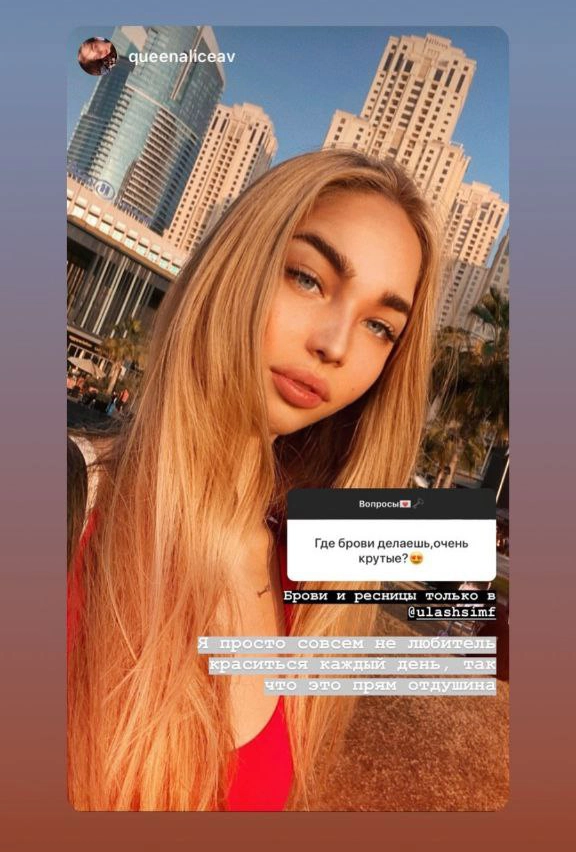 queenaliceav
Вопросы💌🗝
Где брови делаешь,очень
крутые?😍
Брови и ресницы только в
@ulashsimf
Я просто совсем не любитель
краситься каждый день, так
что это прям отдушина